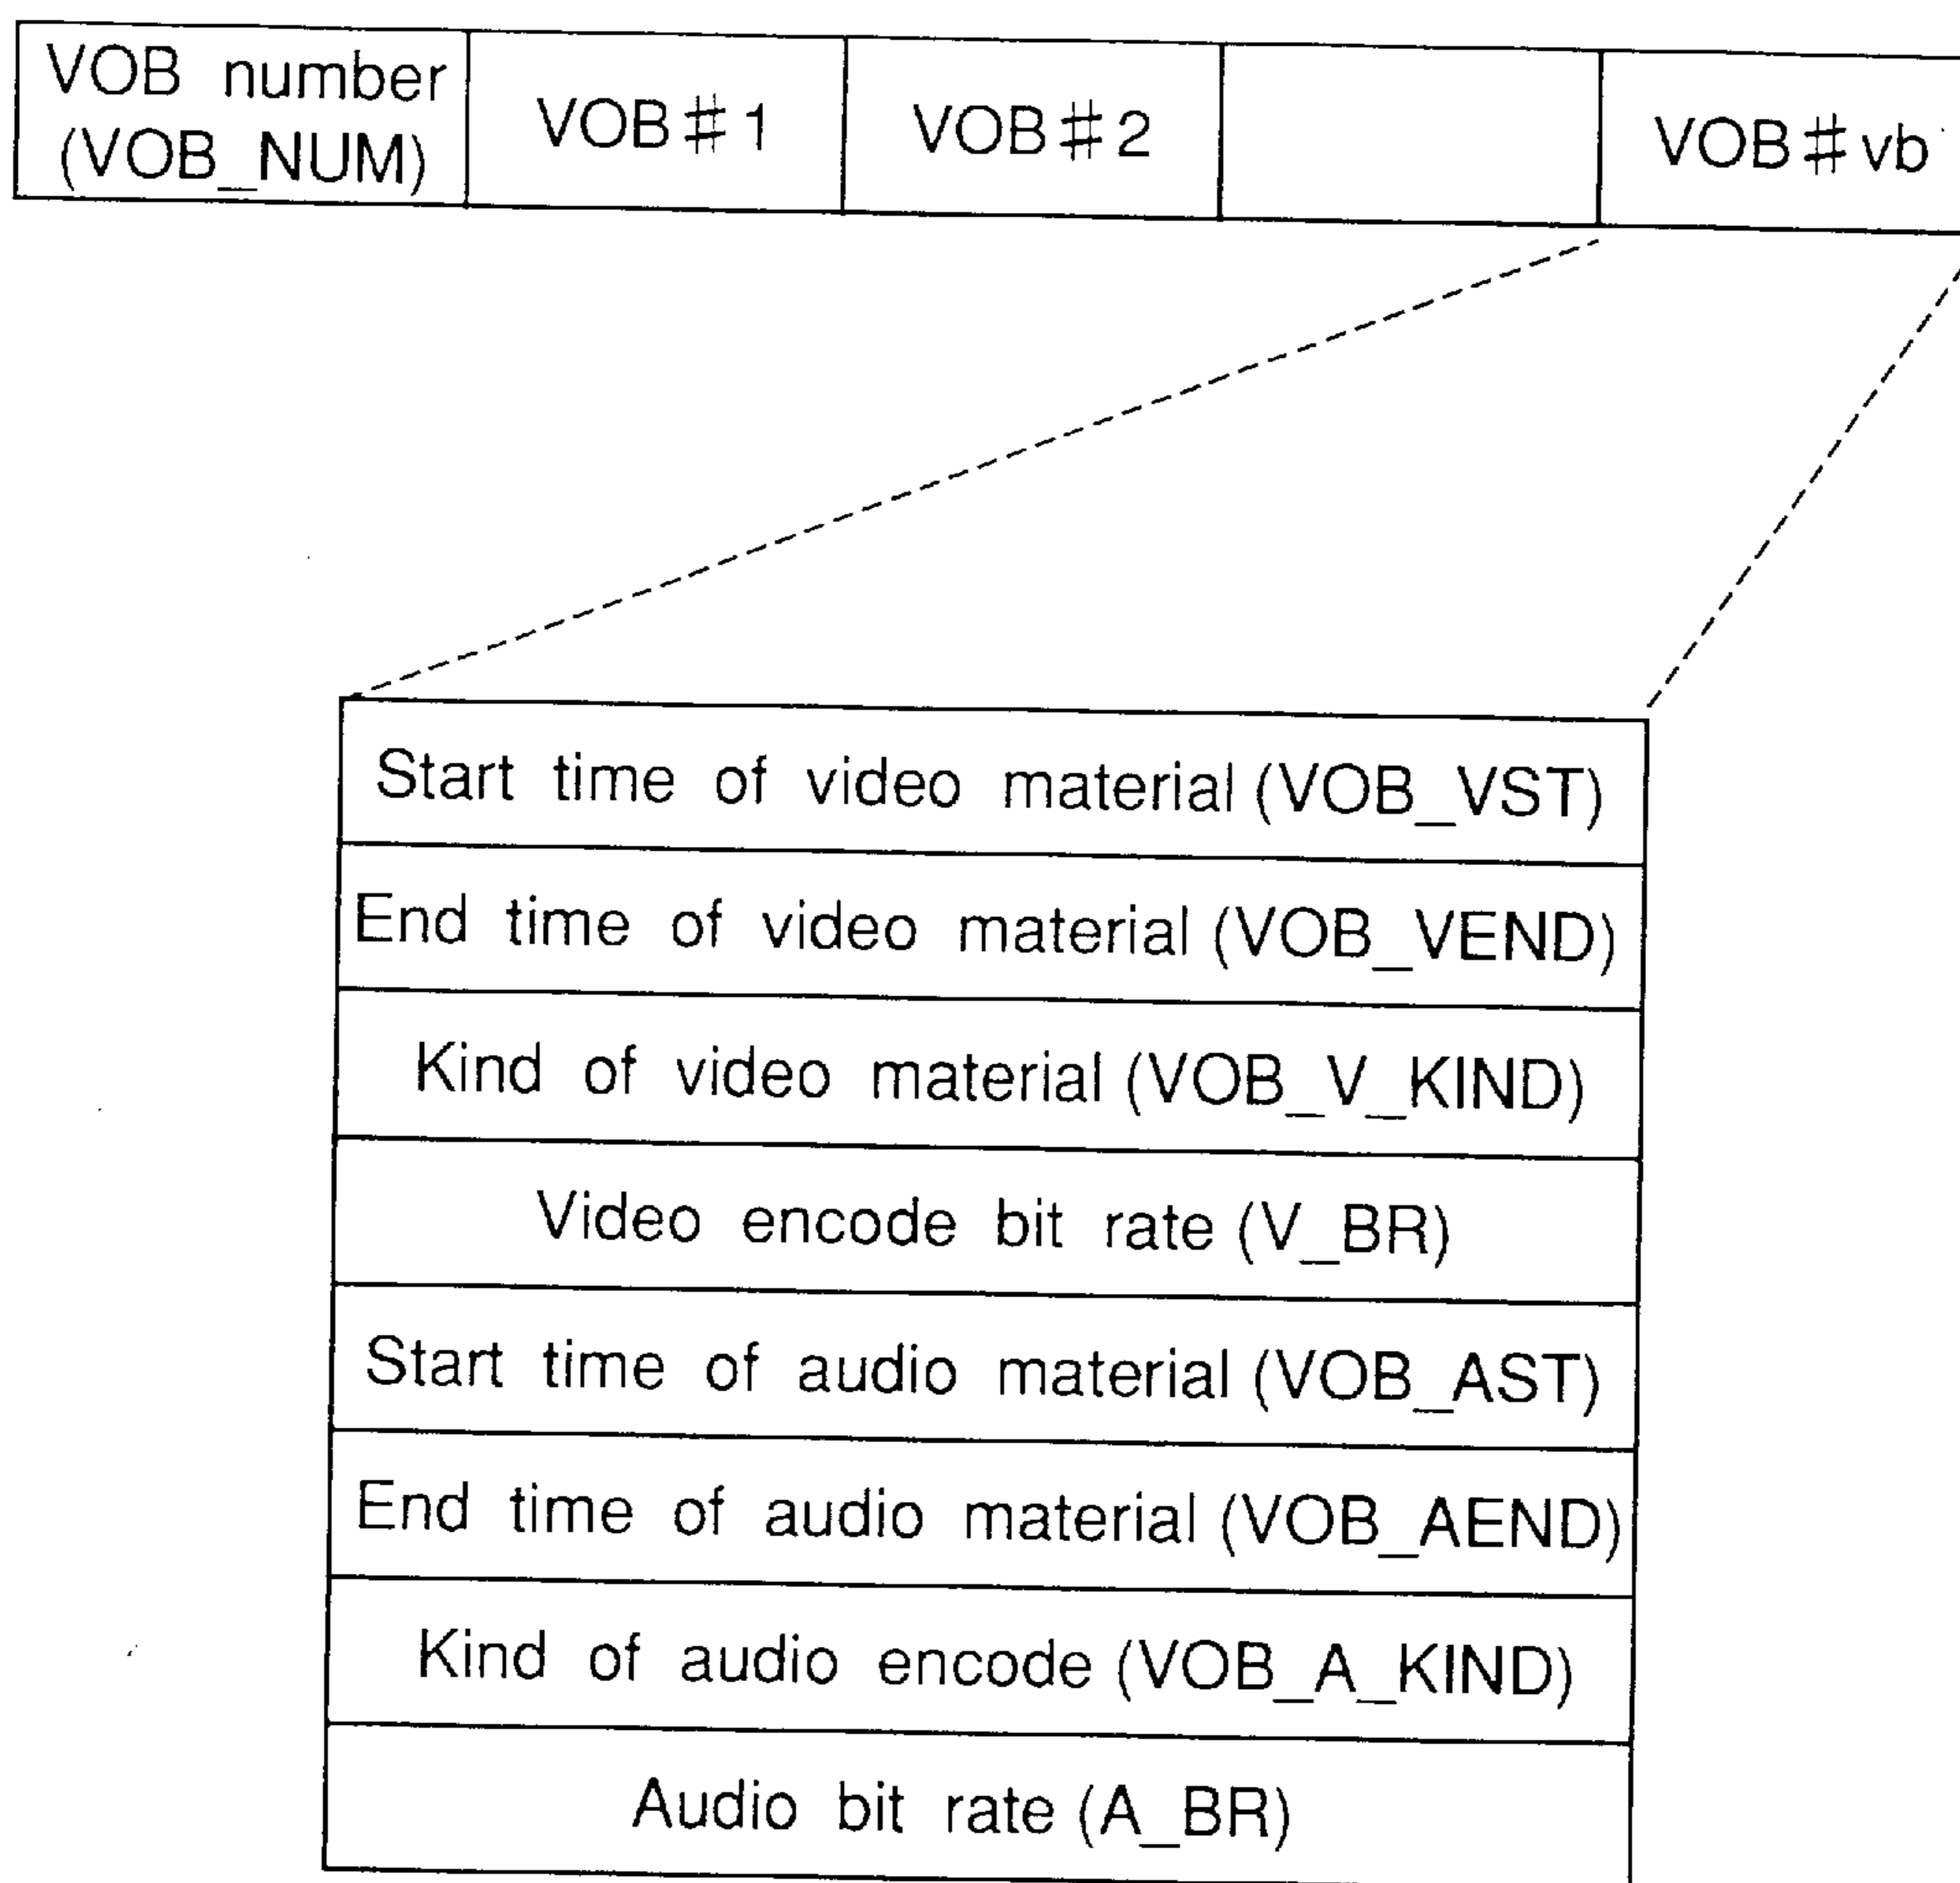 VOB number
(VOB_NUM)
VOB#1
VOB#2
VOB#vb
Start time of video material (VOB_VST)
End time of video material (VOB_VEND)
Kind of video material (VOB_V_KIND)
Video encode bit rate (V_BR)
Start time of audio material (VOB_AST)
End time of audio material (VOB_AEND)
Kind of audio encode (VOB_A_KIND)
Audio bit rate (A_BR)